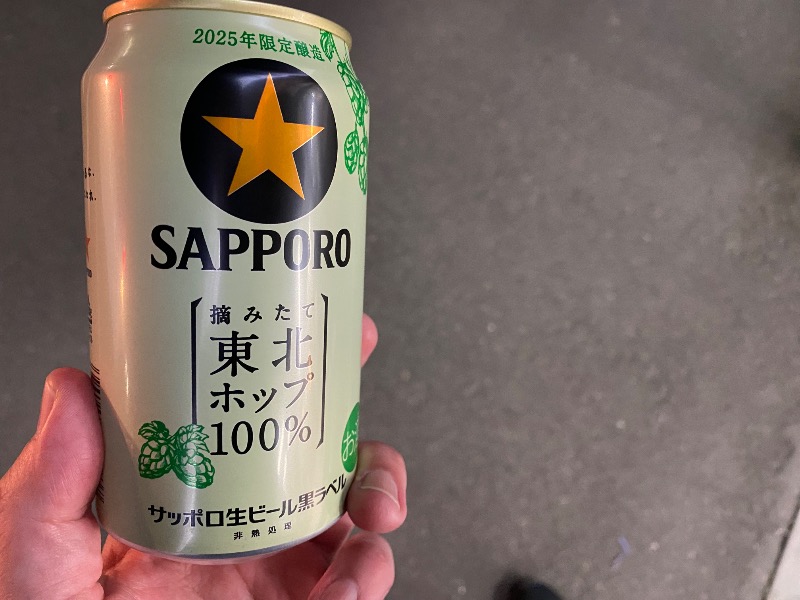 2025年限定醸造
SAPPORO
摘みたて
東北
ホップ
100%
お
サッポロ生ビール黒ラベル
非熱処理